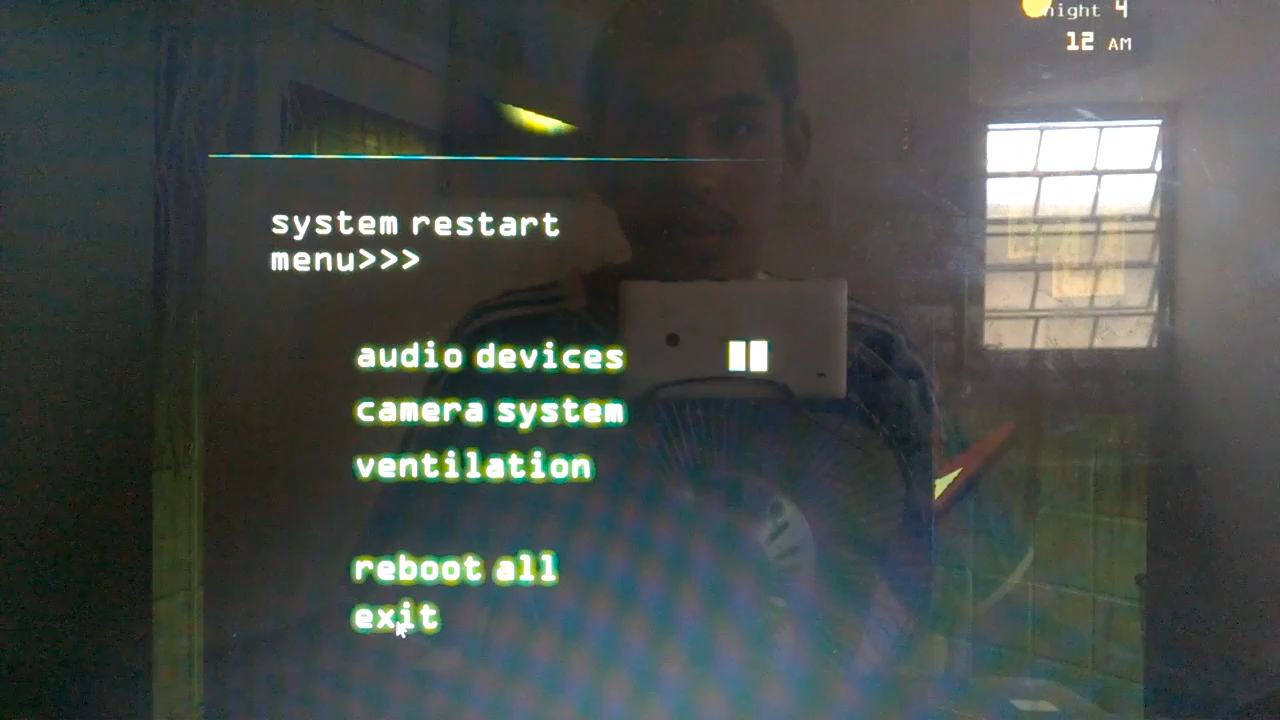 night 4
12 AM
system restart
menu>>>
audio devices
camera system
ventilation
reboot all
exit